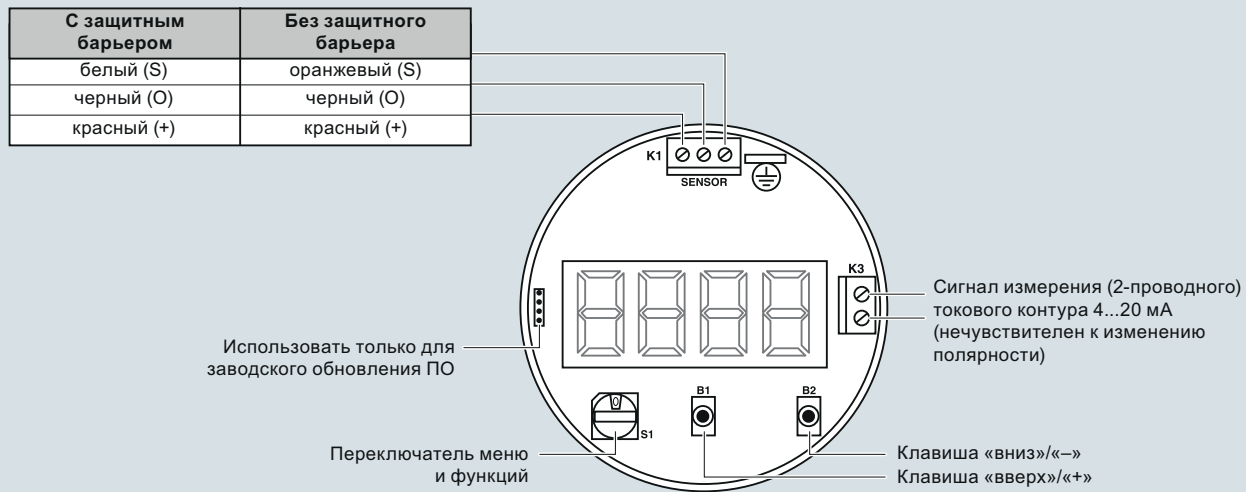 С защитным
барьером
Без защитного
барьера
белый (S)
оранжевый (S)
черный (O)
черный (O)
красный (+)
красный (+)
K1
SENSOR
K3
Сигнал измерения (2-проводного)
токового контура 4...20 мА
(нечувствителен к изменению
полярности)
Использовать только для
заводского обновления ПО
B1
B2
0
S1
Переключатель меню
и функций
Клавиша «вниз»/«–»
Клавиша «вверх»/«+»